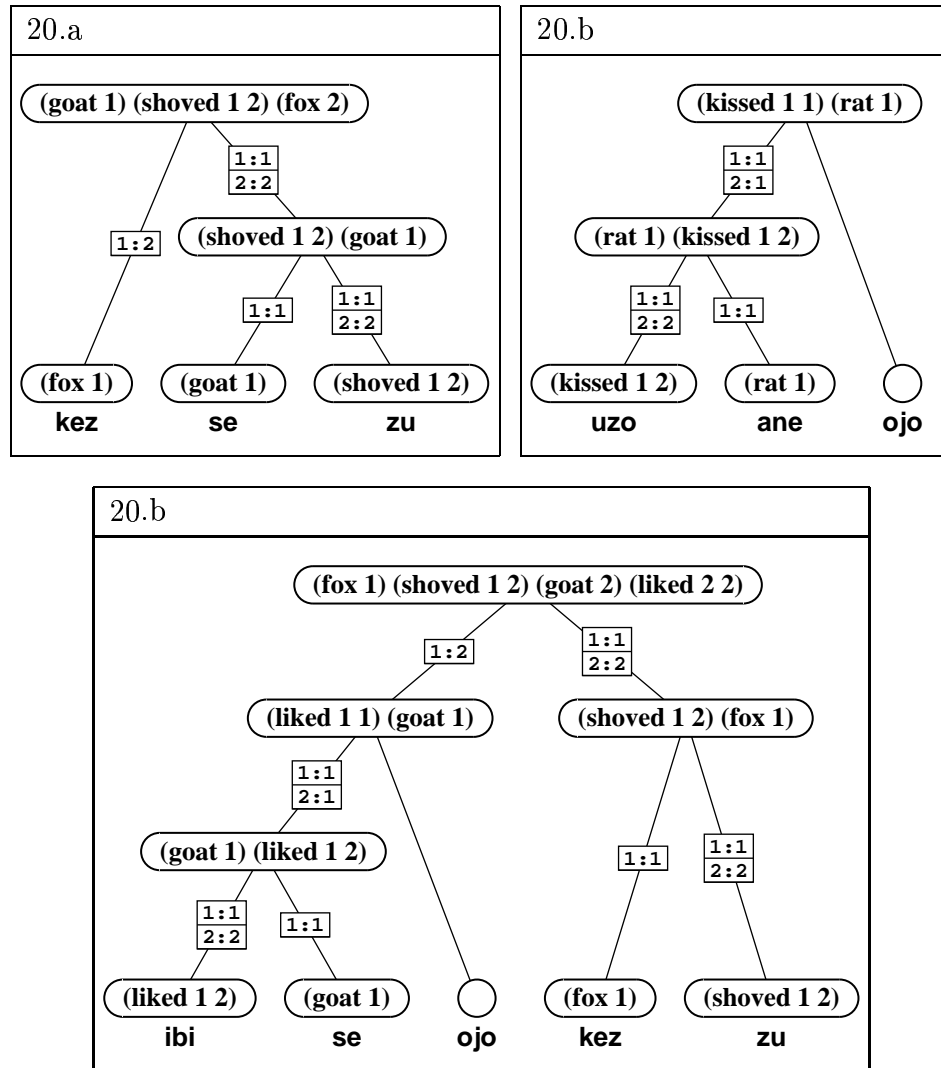 20.a
(goat 1) (shoved 1 2) (fox 2)
1:1
2:2
1:2
(shoved 1 2) (goat 1)
1:1
1:1
2:2
(fox 1)
(goat 1)
(shoved 1 2)
kez
se
zu
20.b
(kissed 1 1) (rat 1)
1:1
2:1
(rat 1) (kissed 1 2)
1:1
2:2
1:1
(kissed 1 2)
(rat 1)
uzo
ane
ojo
20.b
(fox 1) (shoved 1 2) (goat 2) (liked 2 2)
1:2
1:1
2:2
(liked 1 1) (goat 1)
(shoved 1 2) (fox 1)
1:1
2:1
(goat 1) (liked 1 2)
1:1
1:1
2:2
1:1
2:2
1:1
(liked 1 2)
(goat 1)
(fox 1)
(shoved 1 2)
ibi
se
ojo
kez
zu